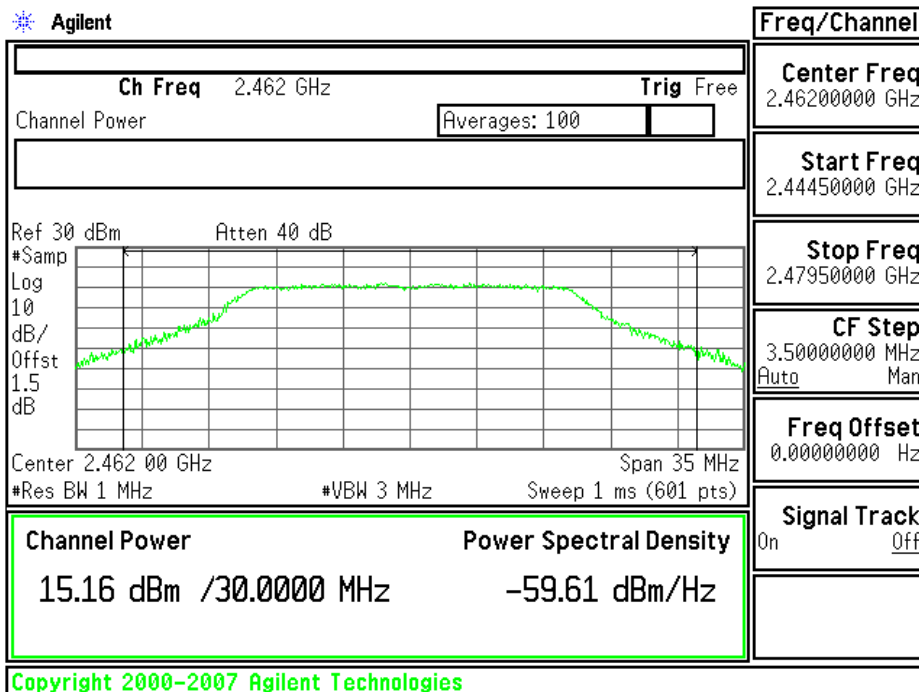 Agilent
Freq/Channel
Ch Freq 2.462 GHz Trig Free
Channel Power Averages: 100
Ref 30 dBm Atten 40 dB
#Samp
Log
10
dB/
Offst
1.5
dB
Center 2.462 00 GHz Span 35 MHz
#Res BW 1 MHz #VBW 3 MHz Sweep 1 ms (601 pts)
Channel Power Power Spectral Density
15.16 dBm /30.0000 MHz -59.61 dBm/Hz
Center Freq
2.46200000 GHz
Start Freq
2.44450000 GHz
Stop Freq
2.47950000 GHz
CF Step
3.50000000 MHz
Auto Man
Freq Offset
0.00000000 Hz
Signal Track
On Off
Copyright 2000-2007 Agilent Technologies